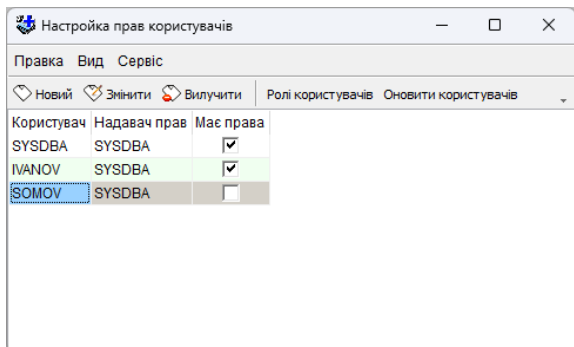 Настройка прав користувачів
Правка Вид Сервіс
Новий Змінити Вилучити Ролі користувачів Оновити користувачів
Користувач Надавач прав Має права
SYSDBA SYSDBA
IVANOV SYSDBA
SOMOV SYSDBA